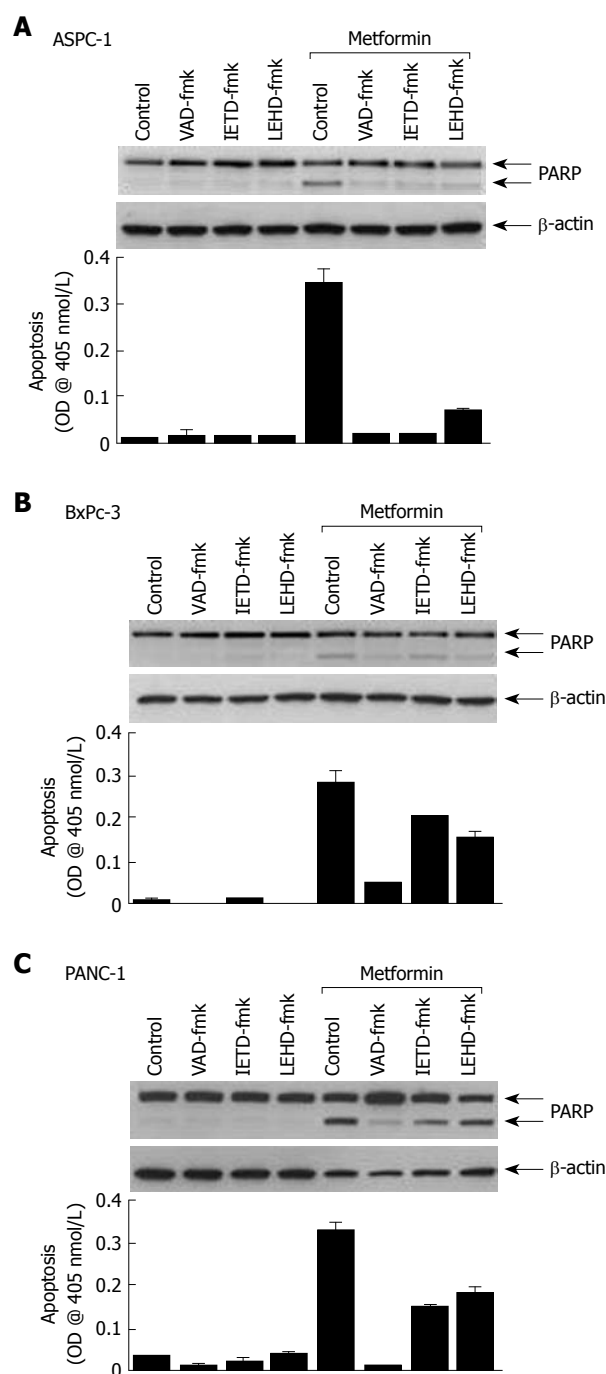 A
ASPC-1
Metformin
Control
VAD-fmk
IETD-fmk
LEHD-fmk
Control
VAD-fmk
IETD-fmk
LEHD-fmk
PARP
β-actin
Apoptosis
(OD @ 405 nmol/L)
0.4
0.3
0.2
0.1
0
B
BxPc-3
Metformin
Control
VAD-fmk
IETD-fmk
LEHD-fmk
Control
VAD-fmk
IETD-fmk
LEHD-fmk
PARP
β-actin
Apoptosis
(OD @ 405 nmol/L)
0.4
0.3
0.2
0.1
0
C
PANC-1
Metformin
Control
VAD-fmk
IETD-fmk
LEHD-fmk
Control
VAD-fmk
IETD-fmk
LEHD-fmk
PARP
β-actin
Apoptosis
(OD @ 405 nmol/L)
0.4
0.3
0.2
0.1
0